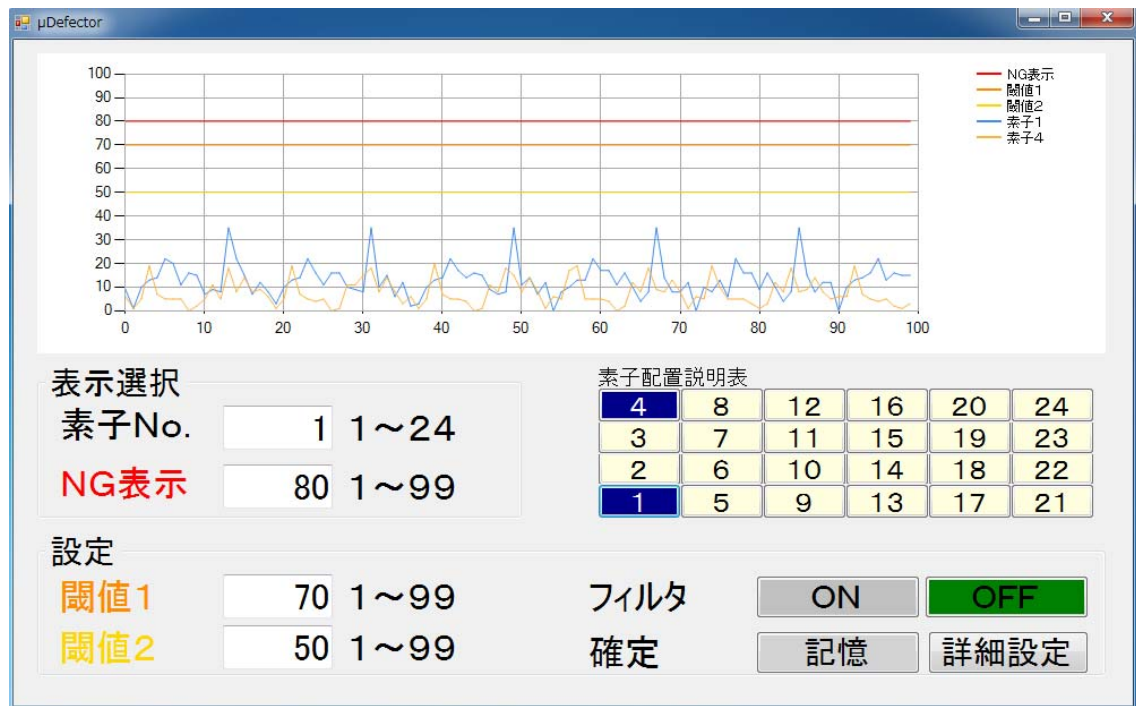 µDefector
100
90
80
70
60
50
40
30
20
10
0
0 10 20 30 40 50 60 70 80 90 100
NG表示
閾値1
閾値2
素子1
素子4
表示選択
素子No. 1 1～24
NG表示 80 1～99
素子配置説明表
4 8 12 16 20 24
3 7 11 15 19 23
2 6 10 14 18 22
1 5 9 13 17 21
設定
閾値1 70 1～99 フィルタ ON OFF
閾値2 50 1～99 確定 記憶 詳細設定